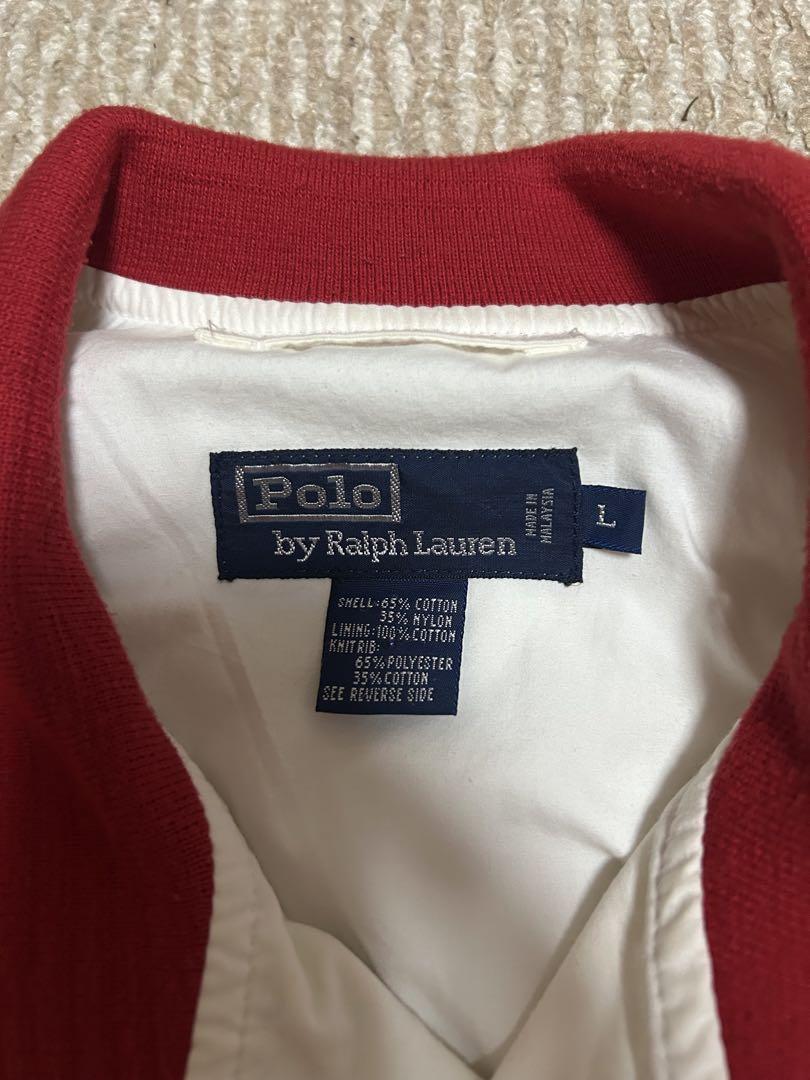 Polo
by Ralph Lauren
MADE IN
MALAYSIA
L
SHELL:65% COTTON
35% NYLON
LINING:100% COTTON
KNIT RIB:
65% POLYESTER
35% COTTON
SEE REVERSE SIDE